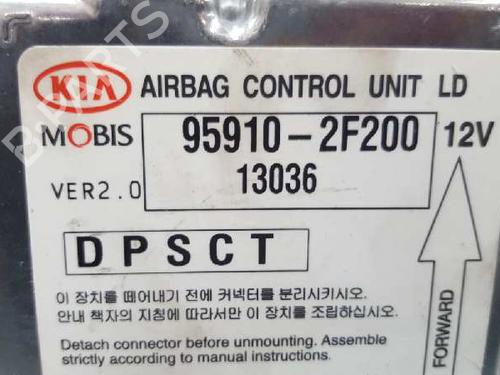 KIA AIRBAG CONTROL UNIT LD
MOBIS 95910-2F200 12V
VER2.0 13036
DPSCT
이 장치를 떼어내기 전에 커넥터를 분리시키시오.
안내 책자의 지침에 따라서만 이 장치를 조립하십시오.
Detach connector before unmounting. Assemble
strictly according to manual instructions.
FORWARD
B-PARTS